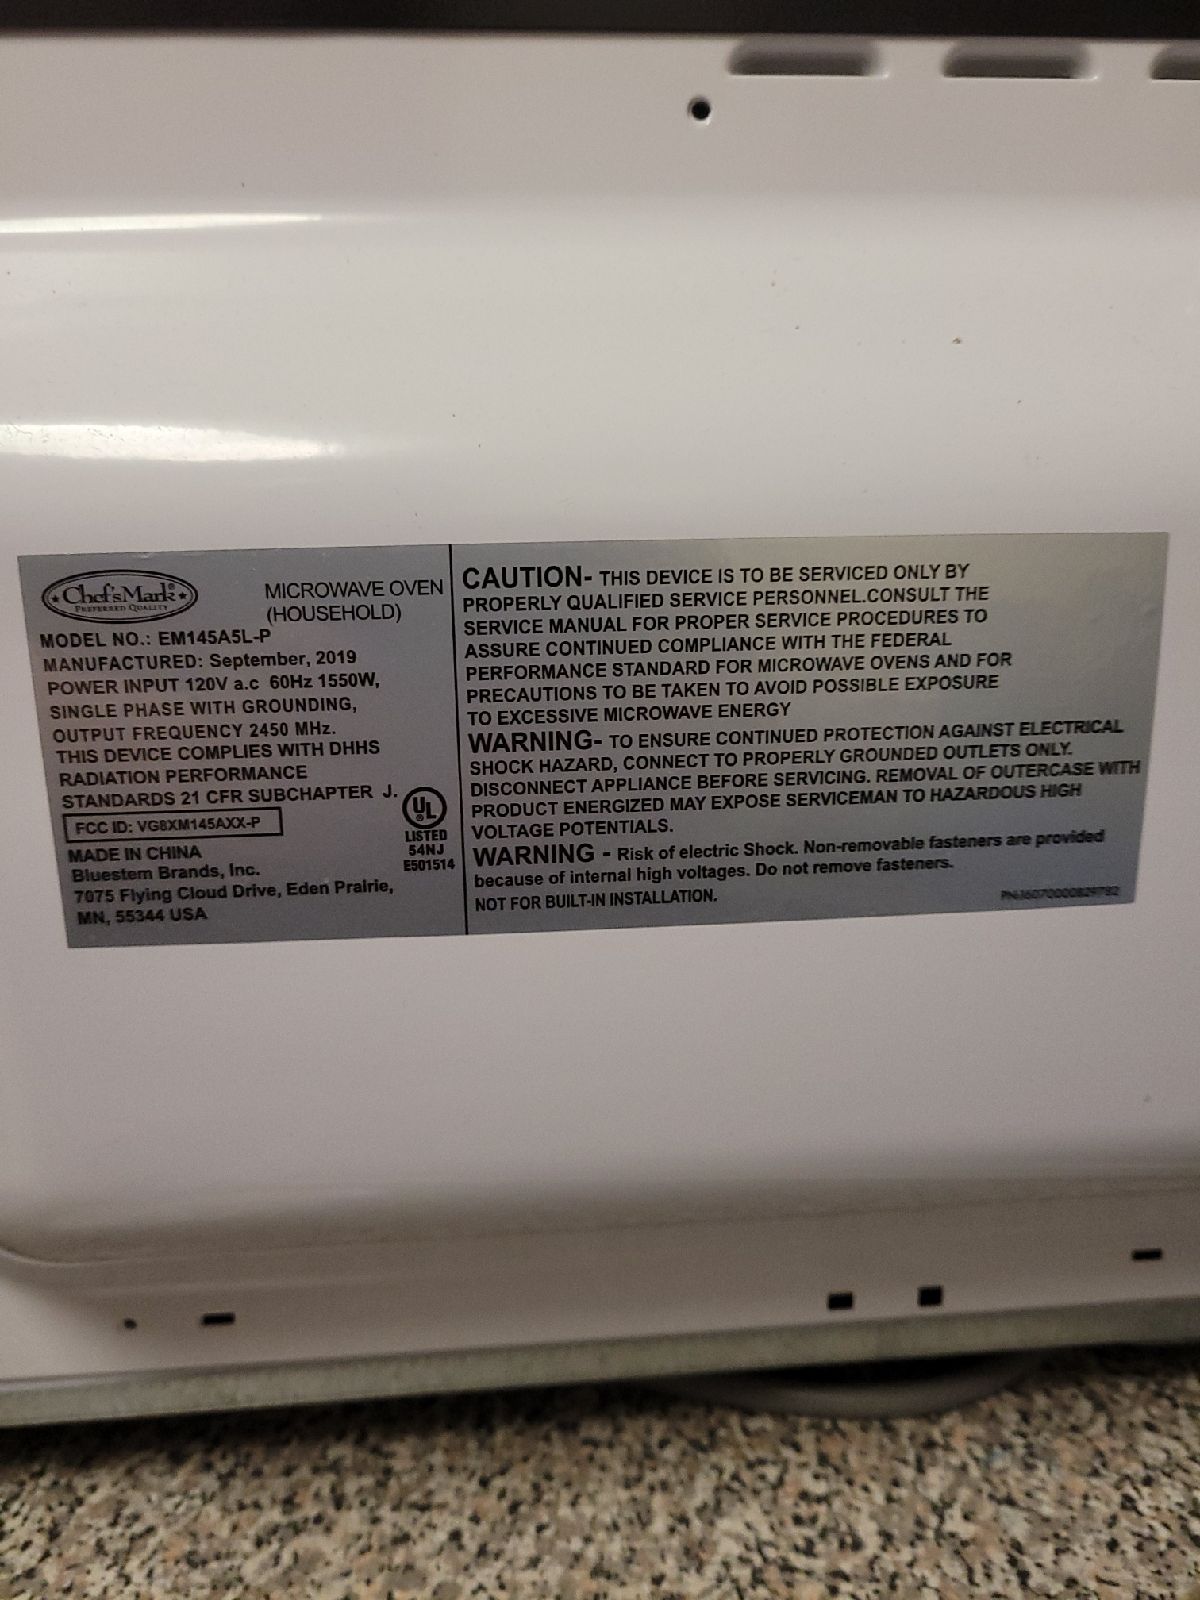 Chef'sMark®
PREFERRED QUALITY
MICROWAVE OVEN
(HOUSEHOLD)
MODEL NO.: EM145A5L-P
MANUFACTURED: September, 2019
POWER INPUT 120V a.c 60Hz 1550W,
SINGLE PHASE WITH GROUNDING,
OUTPUT FREQUENCY 2450 MHz.
THIS DEVICE COMPLIES WITH DHHS
RADIATION PERFORMANCE
STANDARDS 21 CFR SUBCHAPTER J.
FCC ID: VG8XM145AXX-P
UL
®
LISTED
54NJ
E501514
MADE IN CHINA
Bluestem Brands, Inc.
7075 Flying Cloud Drive, Eden Prairie,
MN, 55344 USA
CAUTION- THIS DEVICE IS TO BE SERVICED ONLY BY
PROPERLY QUALIFIED SERVICE PERSONNEL.CONSULT THE
SERVICE MANUAL FOR PROPER SERVICE PROCEDURES TO
ASSURE CONTINUED COMPLIANCE WITH THE FEDERAL
PERFORMANCE STANDARD FOR MICROWAVE OVENS AND FOR
PRECAUTIONS TO BE TAKEN TO AVOID POSSIBLE EXPOSURE
TO EXCESSIVE MICROWAVE ENERGY
WARNING- TO ENSURE CONTINUED PROTECTION AGAINST ELECTRICAL
SHOCK HAZARD, CONNECT TO PROPERLY GROUNDED OUTLETS ONLY.
DISCONNECT APPLIANCE BEFORE SERVICING. REMOVAL OF OUTERCASE WITH
PRODUCT ENERGIZED MAY EXPOSE SERVICEMAN TO HAZARDOUS HIGH
VOLTAGE POTENTIALS.
WARNING - Risk of electric Shock. Non-removable fasteners are provided
because of internal high voltages. Do not remove fasteners.
NOT FOR BUILT-IN INSTALLATION.